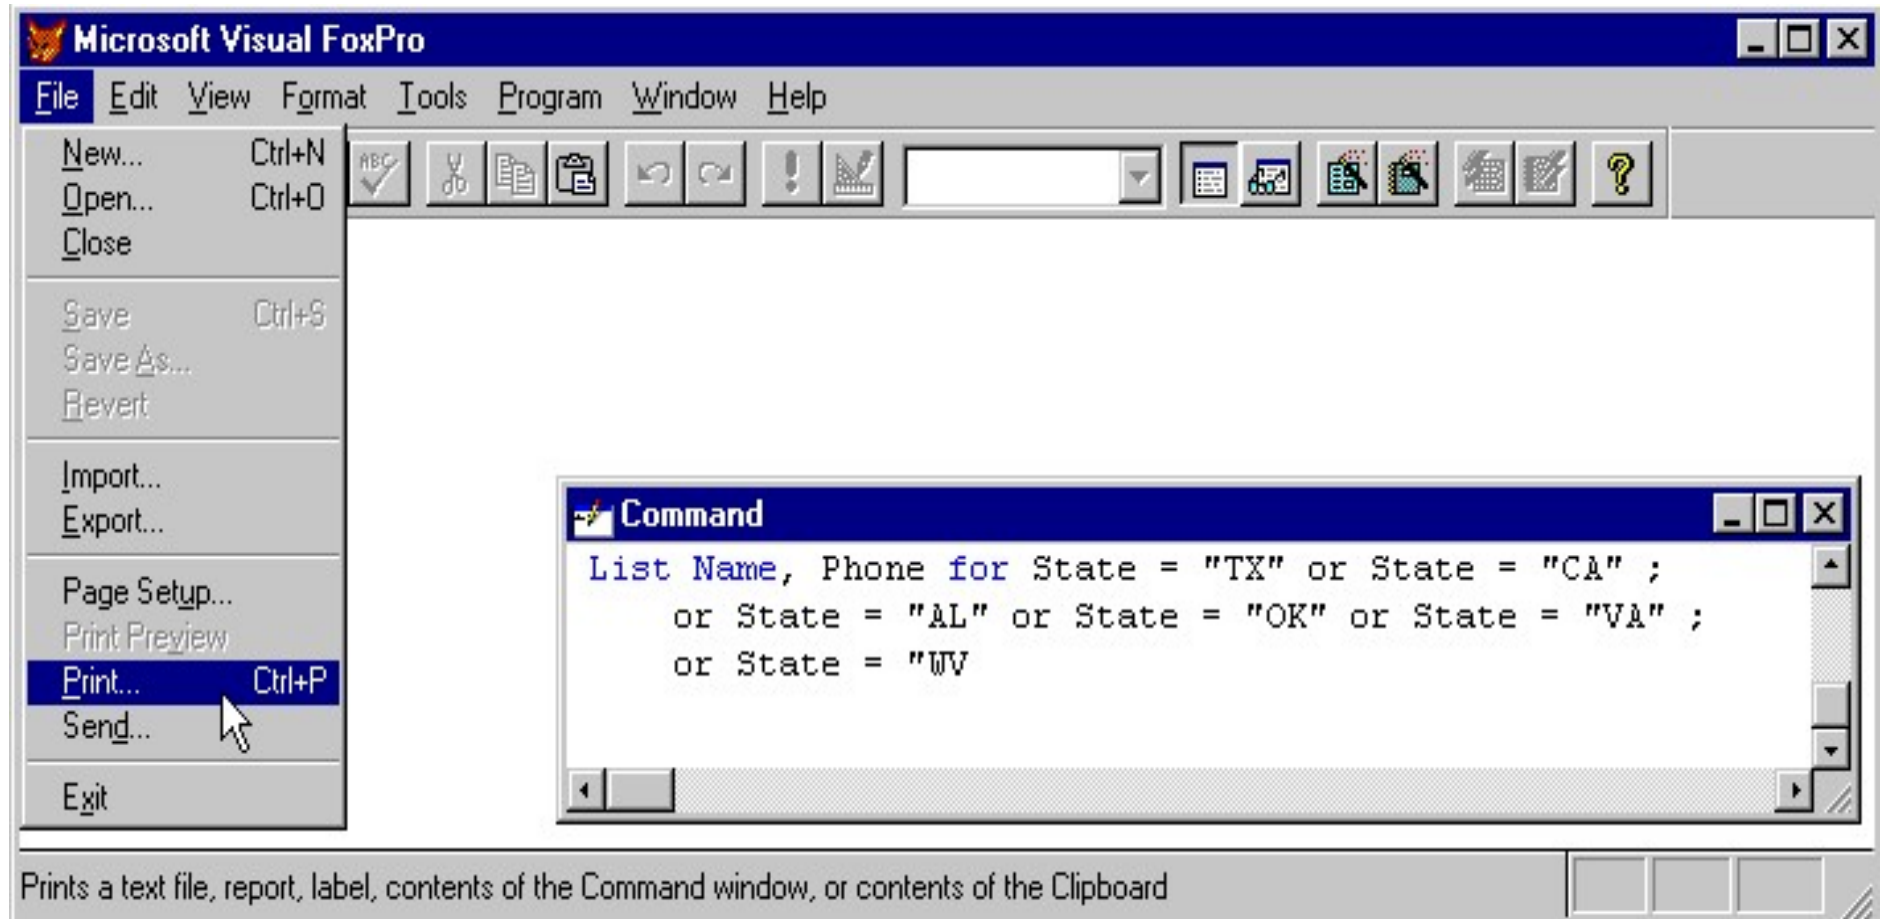 Microsoft Visual FoxPro
File Edit View Format Tools Program Window Help
New... Ctrl+N
Open... Ctrl+O
Close
Save Ctrl+S
Save As...
Revert
Import...
Export...
Page Setup...
Print Preview
Print... Ctrl+P
Send...
Exit
ABC
Command
List Name, Phone for State = "TX" or State = "CA" ;
or State = "AL" or State = "OK" or State = "VA" ;
or State = "WV
Prints a text file, report, label, contents of the Command window, or contents of the Clipboard